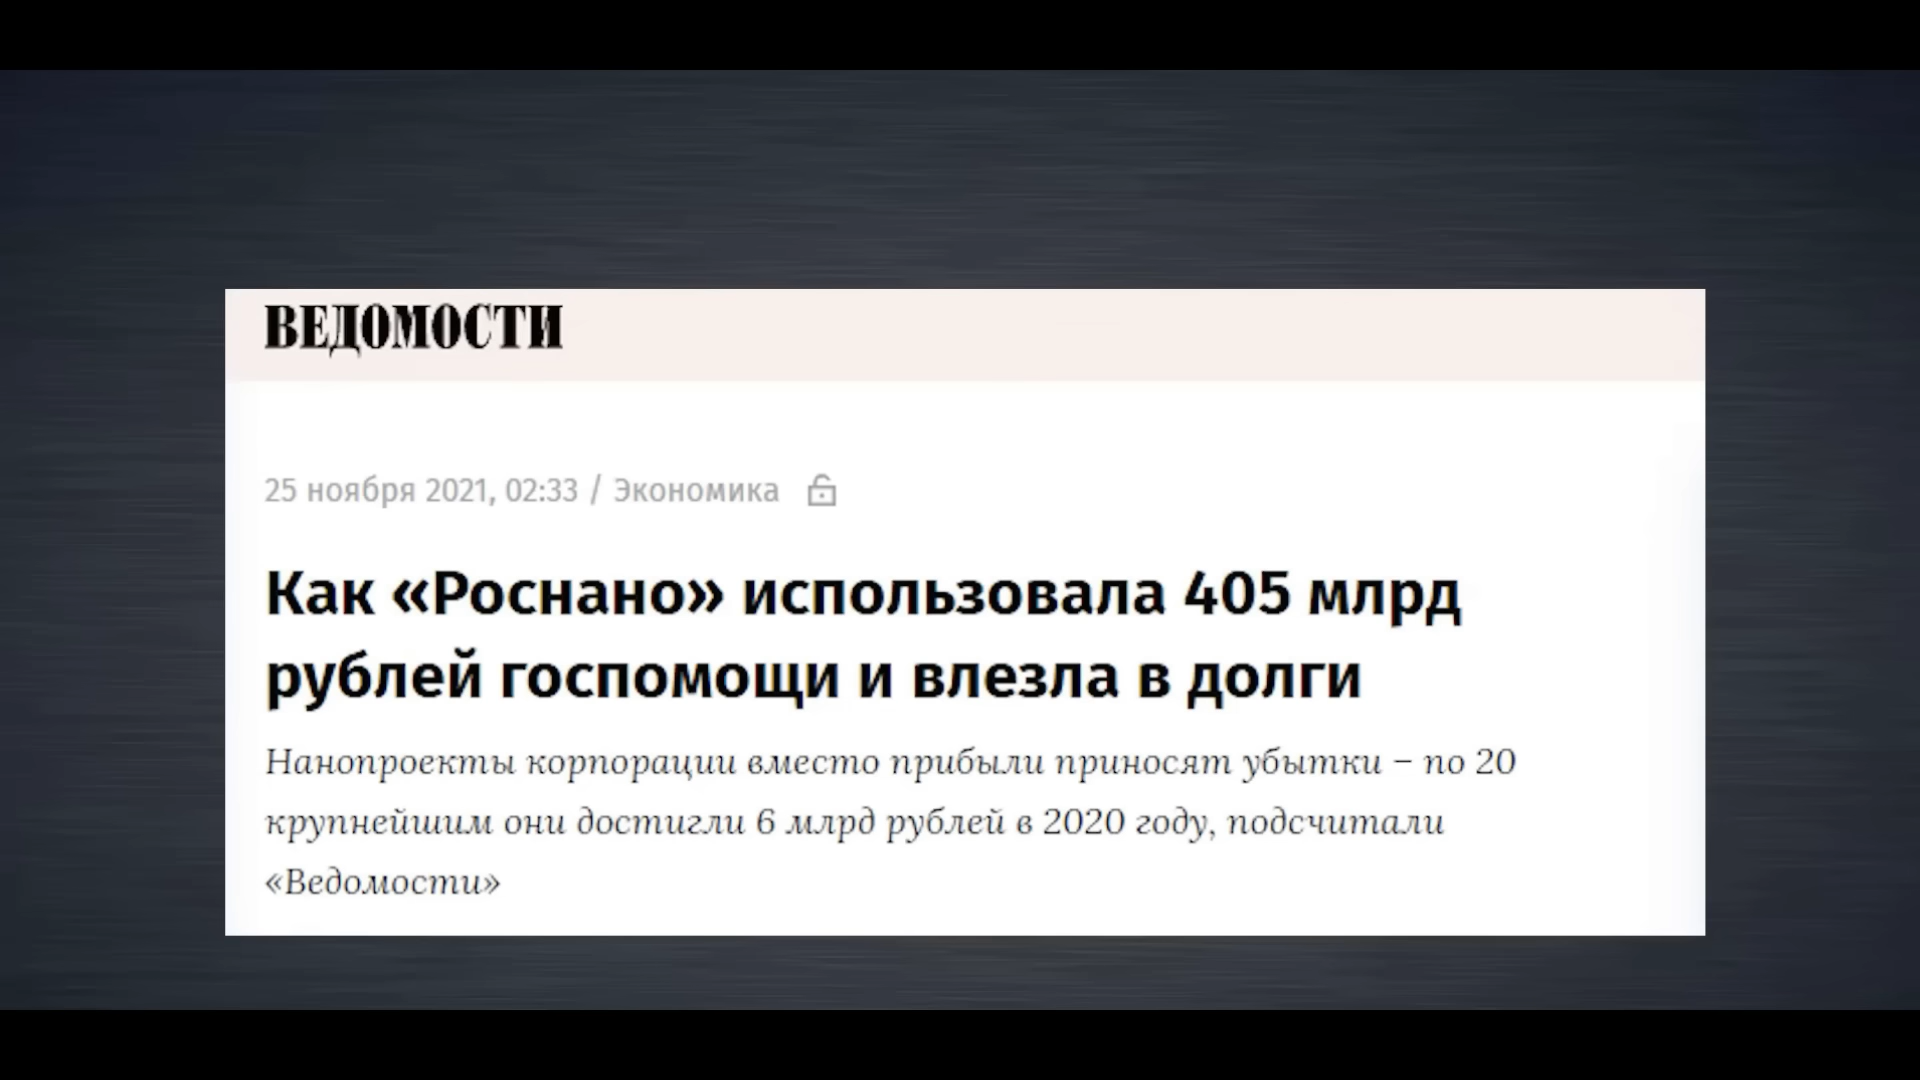 ВЕДОМОСТИ
25 ноября 2021, 02:33 / Экономика
Как «Роснано» использовала 405 млрд
рублей госпомощи и влезла в долги
Нанопроекты корпорации вместо прибыли приносят убытки – по 20
крупнейшим они достигли 6 млрд рублей в 2020 году, подсчитали
«Ведомости»